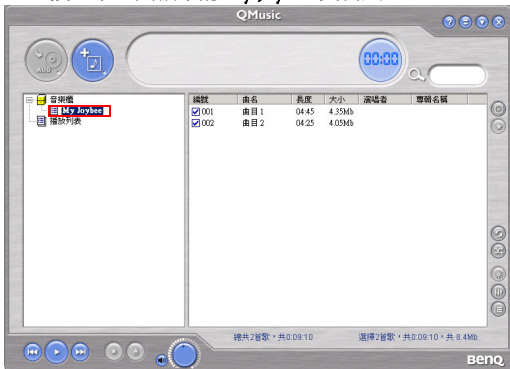 QMusic
AUD
00:00
音樂櫃
My Joybee
播放列表
編號 曲名 長度 大小 演唱者 專輯名稱
001 曲目 1 04:45 4.35Mb
002 曲目 2 04:25 4.05Mb
總共2首歌，共0:09:10
選擇2首歌，共0:09:10，共 8.4Mb
BenQ